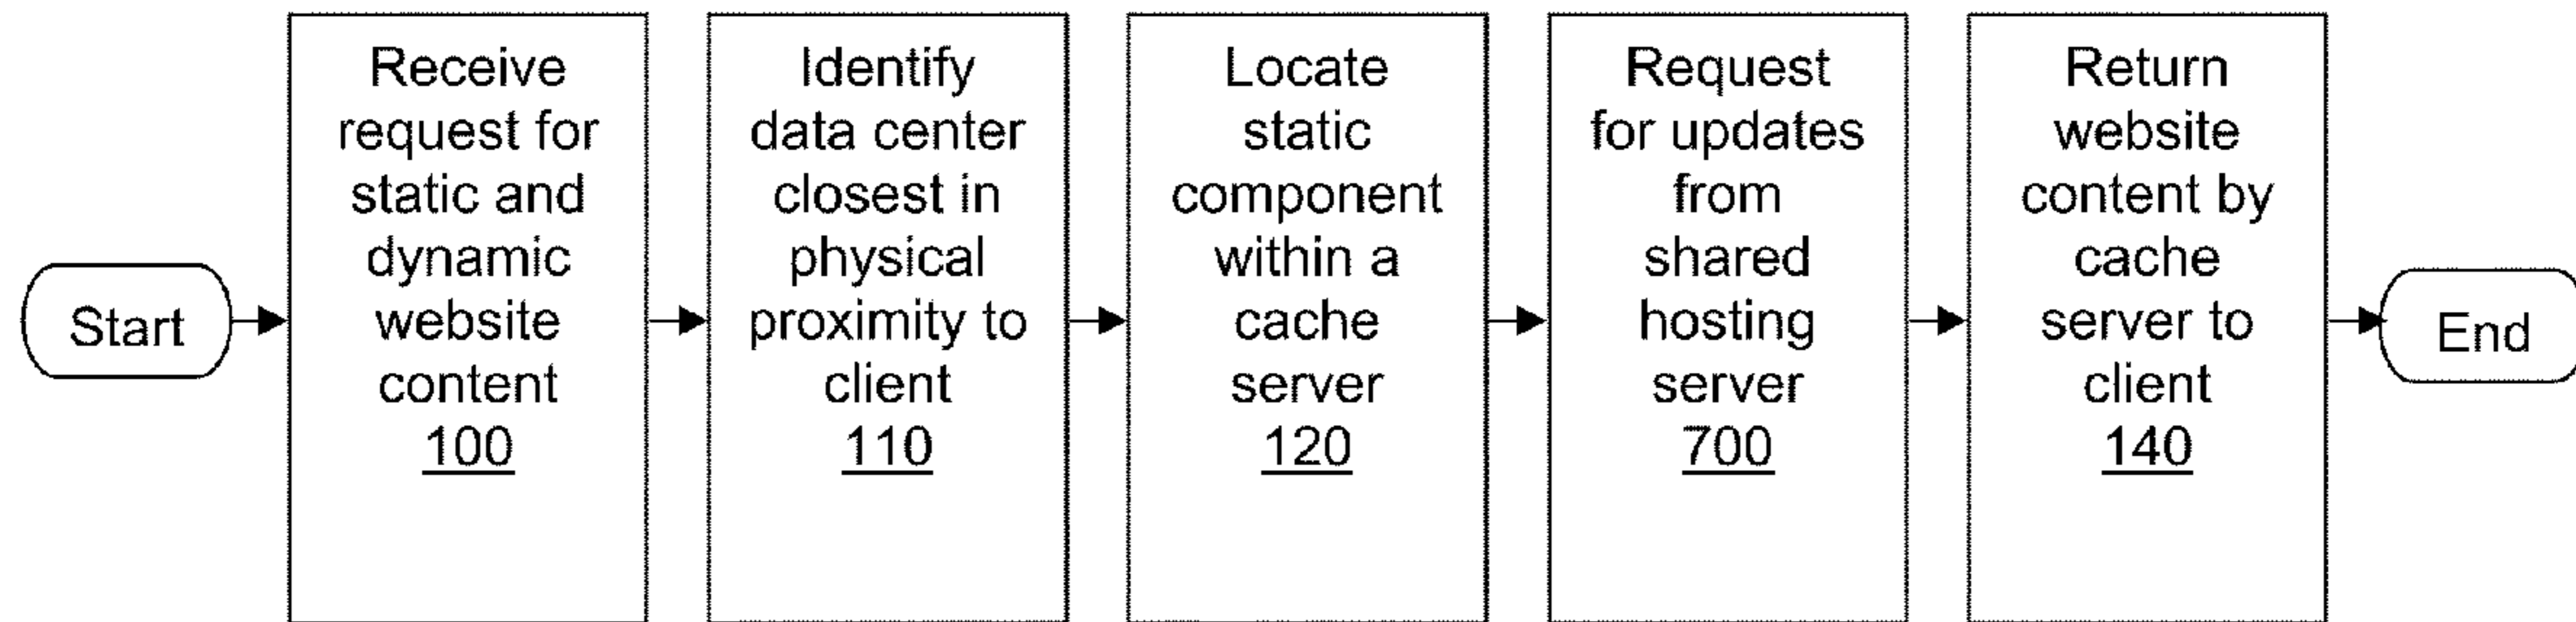 Start
Receive
request for
static and
dynamic
website
content
100
Identify
data center
closest in
physical
proximity to
client
110
Locate
static
component
within a
cache
server
120
Request
for updates
from
shared
hosting
server
700
Return
website
content by
cache
server to
client
140
End